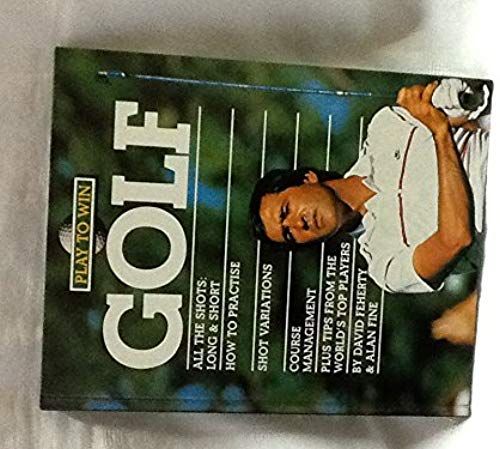 PLAY TO WIN
GOLF
ALL THE SHOTS:
LONG & SHORT
HOW TO PRACTISE
SHOT VARIATIONS
COURSE
MANAGEMENT
PLUS TIPS FROM THE
WORLD'S TOP PLAYERS
BY DAVID FEHERTY
& ALAN FINE